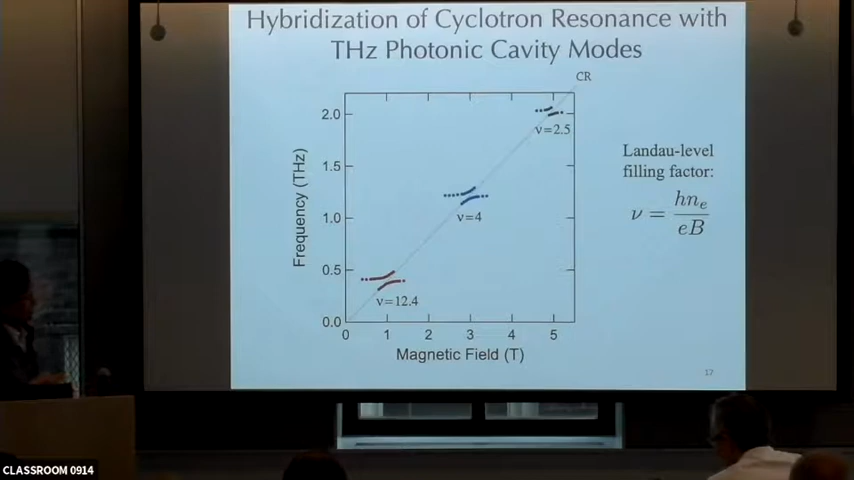 Hybridization of Cyclotron Resonance with
THz Photonic Cavity Modes
CR
2.0
1.5
1.0
0.5
0.0
Frequency (THz)
ν=2.5
ν=4
ν=12.4
0 1 2 3 4 5
Magnetic Field (T)
Landau-level
filling factor:
ν = hnₑ / eB
17
CLASSROOM 0914